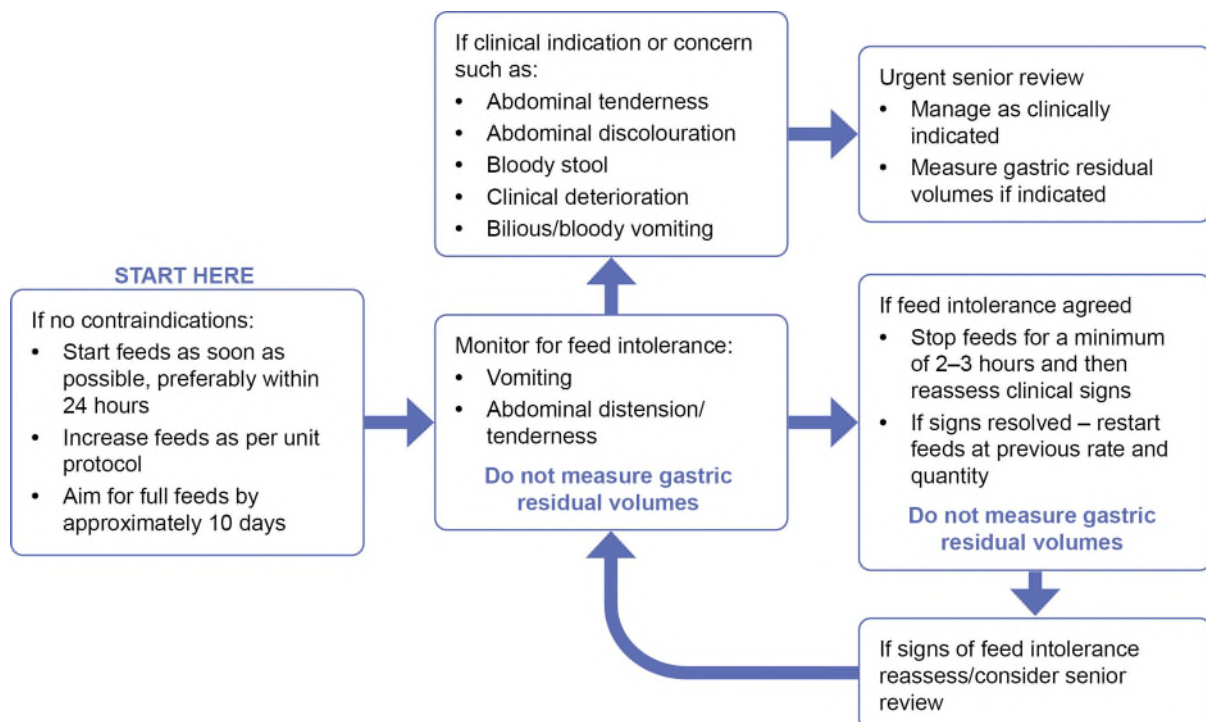 START HERE
If no contraindications:
• Start feeds as soon as
possible, preferably within
24 hours
• Increase feeds as per unit
protocol
• Aim for full feeds by
approximately 10 days
Monitor for feed intolerance:
• Vomiting
• Abdominal distension/
tenderness
Do not measure gastric
residual volumes
If clinical indication or concern
such as:
• Abdominal tenderness
• Abdominal discolouration
• Bloody stool
• Clinical deterioration
• Bilious/bloody vomiting
Urgent senior review
• Manage as clinically
indicated
• Measure gastric residual
volumes if indicated
If feed intolerance agreed
• Stop feeds for a minimum
of 2–3 hours and then
reassess clinical signs
• If signs resolved – restart
feeds at previous rate and
quantity
Do not measure gastric
residual volumes
If signs of feed intolerance
reassess/consider senior
review